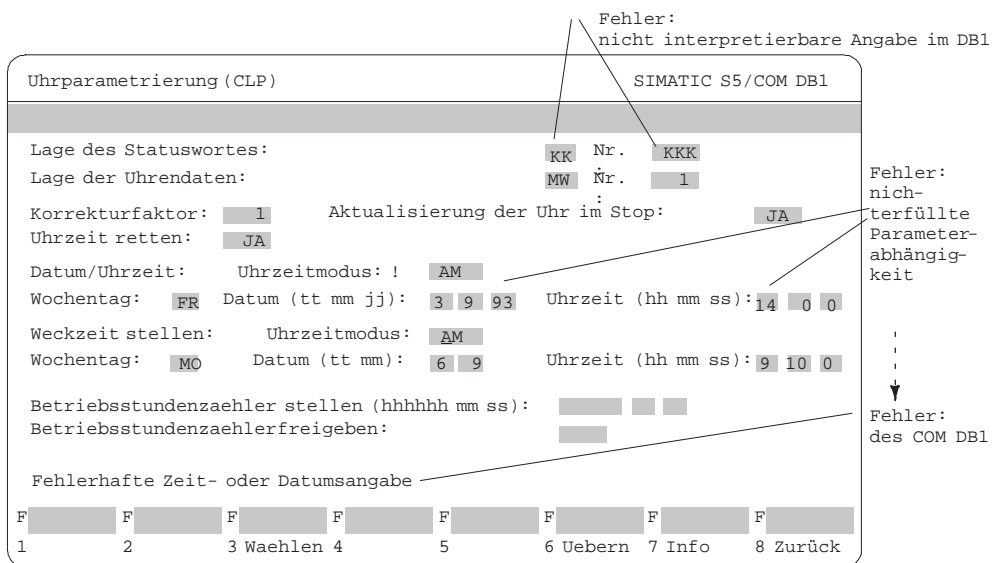 Fehler:
nicht interpretierbare Angabe im DB1
Uhrparametrierung (CLP) SIMATIC S5/COM DB1
Lage des Statuswortes: KK Nr. : KKK
Lage der Uhrendaten: MW Nr. : 1
Fehler:
nich-
terfüllte
Parameter-
abhängig-
keit
Korrekturfaktor: 1 Aktualisierung der Uhr im Stop: JA
Uhrzeit retten: JA
Datum/Uhrzeit: Uhrzeitmodus: ! AM
Wochentag: FR Datum (tt mm jj): 3 9 93 Uhrzeit (hh mm ss): 14 0 0
Weckzeit stellen: Uhrzeitmodus: AM
Wochentag: MO Datum (tt mm): 6 9 Uhrzeit (hh mm ss): 9 10 0
Betriebsstundenzaehler stellen (hhhhhh mm ss):
Betriebsstundenzaehlerfreigeben:
Fehler:
des COM DB1
Fehlerhafte Zeit- oder Datumsangabe
F F F F F F F F
1 2 3 Waehlen 4 5 6 Uebern 7 Info 8 Zurück